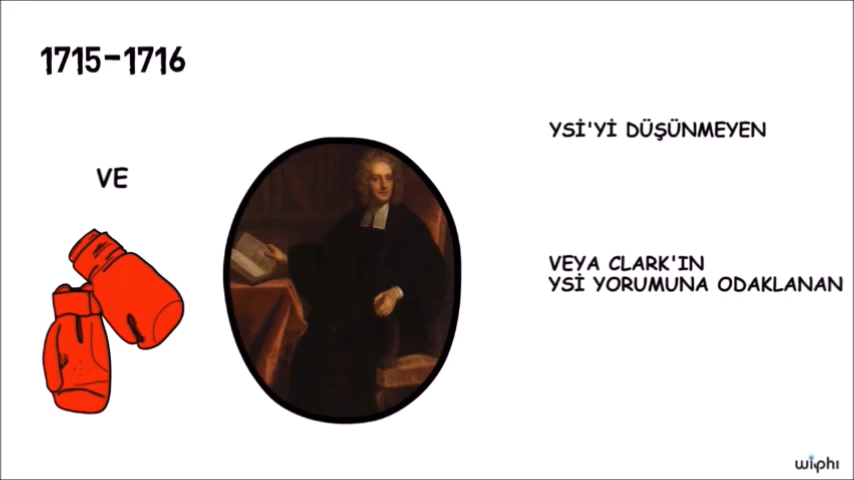 1715-1716
VE
YSİ'Yİ DÜŞÜNMEYEN
VEYA CLARK'IN
YSİ YORUMUNA ODAKLANAN
wiphi